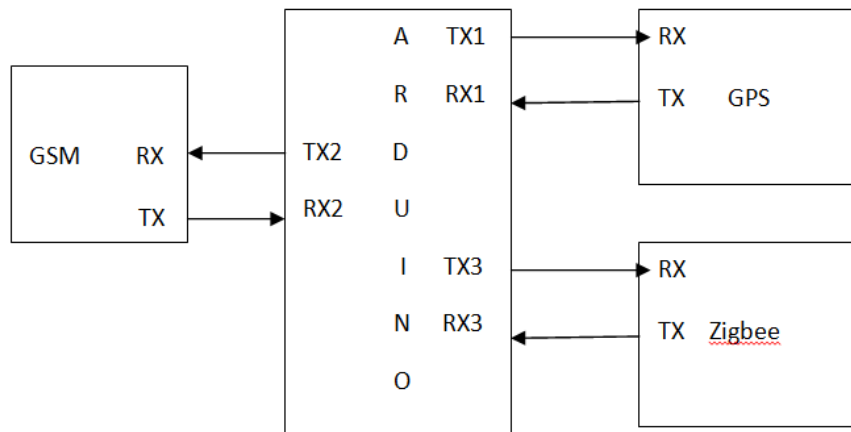 A TX1 RX
R RX1 TX GPS
GSM RX TX2 D
TX RX2 U
I TX3 RX
N RX3 TX Zigbee
O